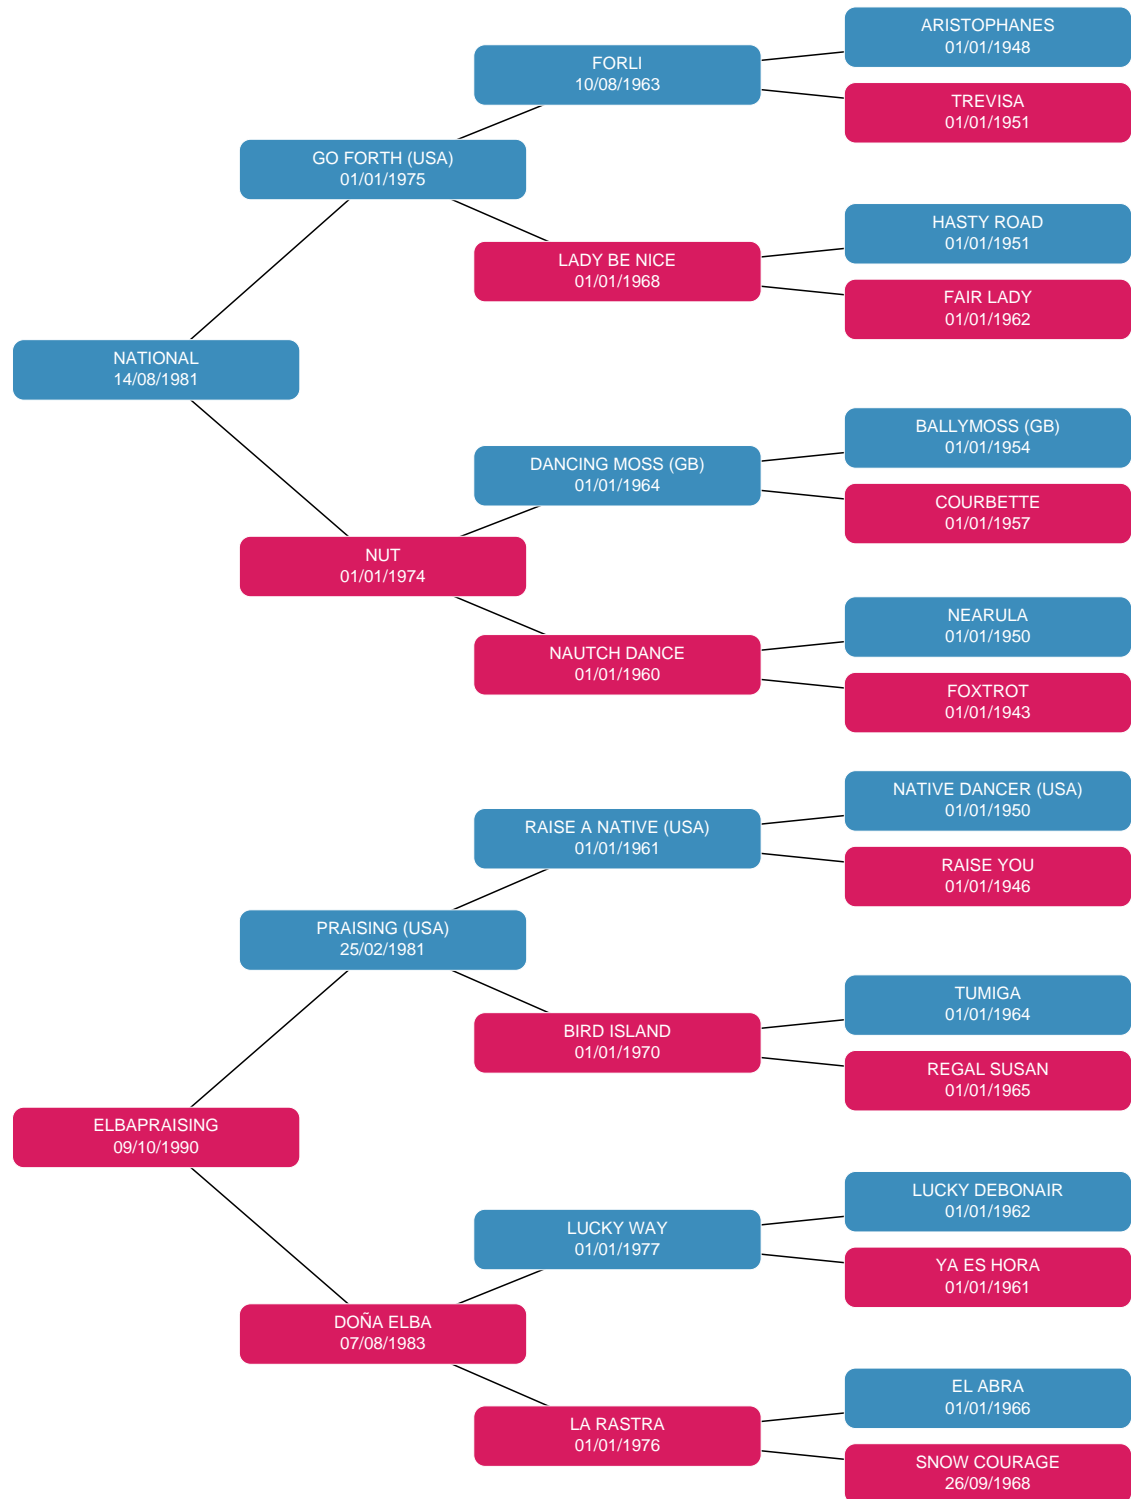 ARISTOPHANES
01/01/1948
FORLI
10/08/1963
TREVISA
01/01/1951
GO FORTH (USA)
01/01/1975
HASTY ROAD
01/01/1951
LADY BE NICE
01/01/1968
FAIR LADY
01/01/1962
NATIONAL
14/08/1981
BALLYMOSS (GB)
01/01/1954
DANCING MOSS (GB)
01/01/1964
COURBETTE
01/01/1957
NUT
01/01/1974
NEARULA
01/01/1950
NAUTCH DANCE
01/01/1960
FOXTROT
01/01/1943
NATIVE DANCER (USA)
01/01/1950
RAISE A NATIVE (USA)
01/01/1961
RAISE YOU
01/01/1946
PRAISING (USA)
25/02/1981
TUMIGA
01/01/1964
BIRD ISLAND
01/01/1970
REGAL SUSAN
01/01/1965
ELBAPRAISING
09/10/1990
LUCKY DEBONAIR
01/01/1962
LUCKY WAY
01/01/1977
YA ES HORA
01/01/1961
DOÑA ELBA
07/08/1983
EL ABRA
01/01/1966
LA RASTRA
01/01/1976
SNOW COURAGE
26/09/1968